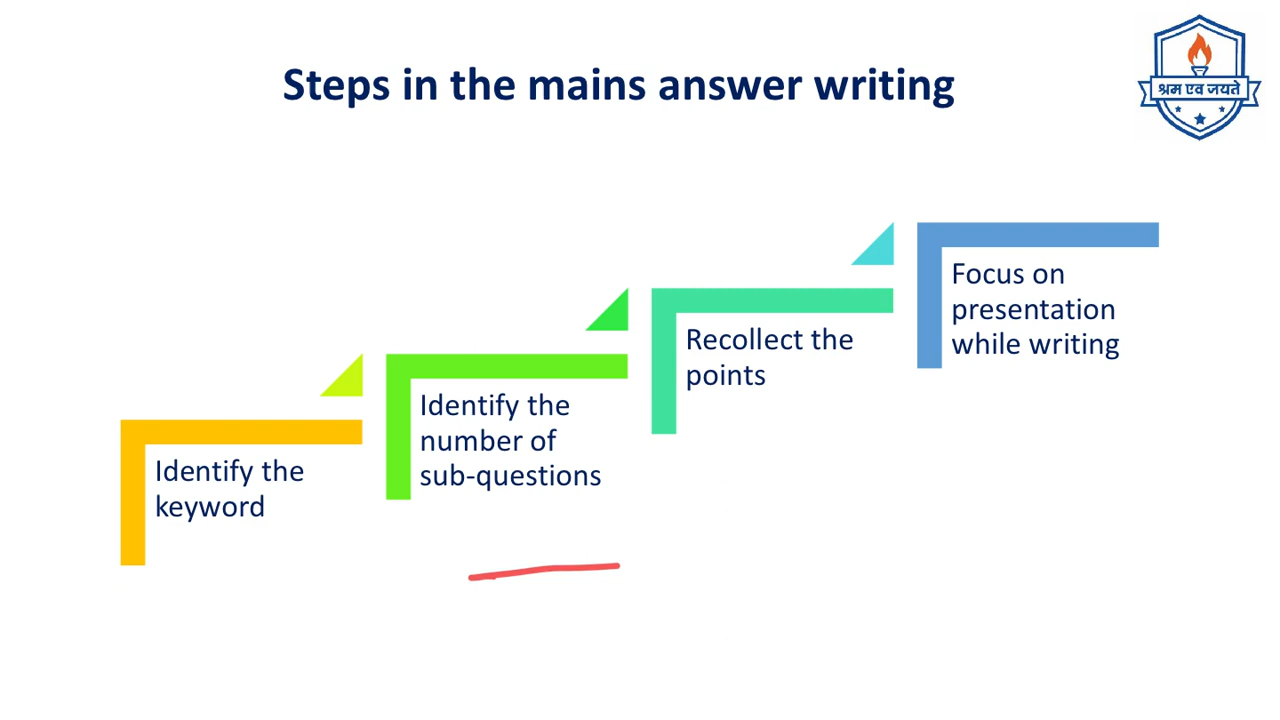 Steps in the mains answer writing
श्रम एव जयते
Identify the
keyword
Identify the
number of
sub-questions
Recollect the
points
Focus on
presentation
while writing